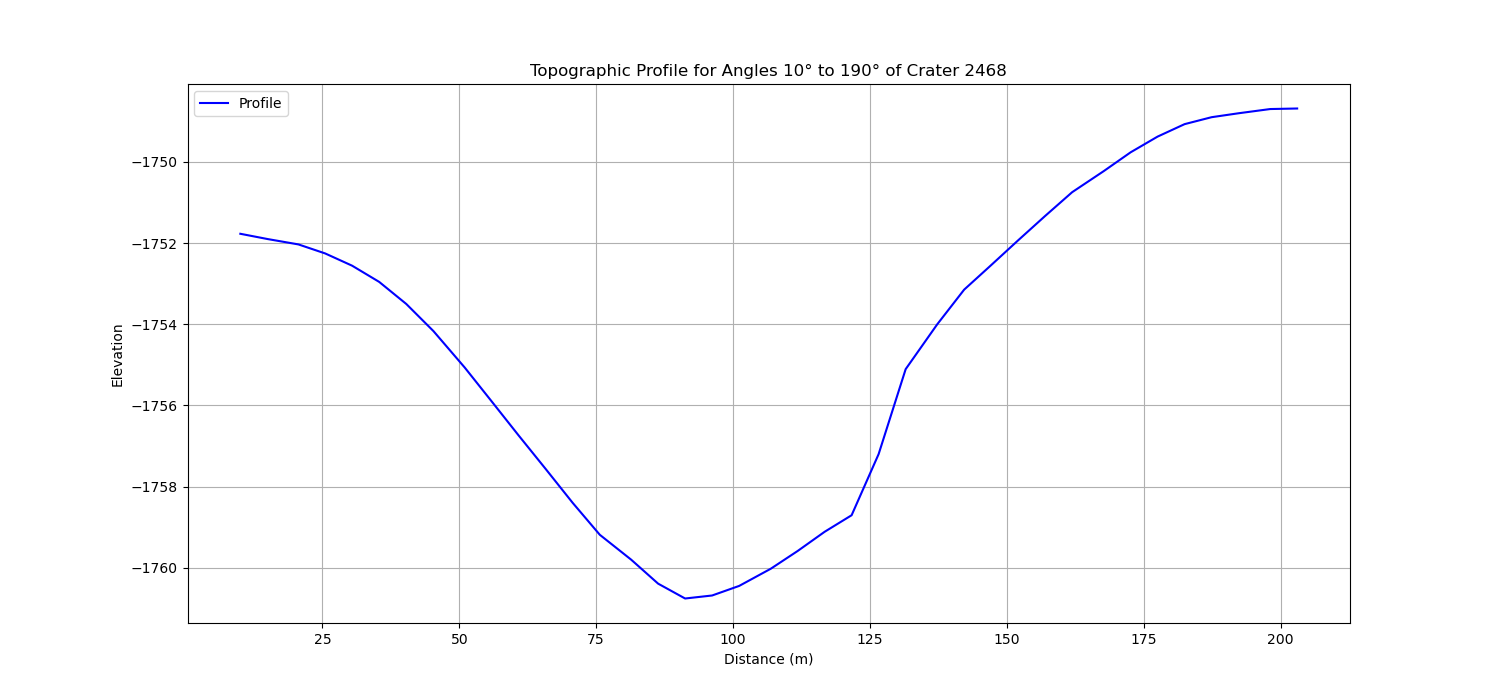 Topographic Profile for Angles 10° to 190° of Crater 2468
Profile
−1750
−1752
−1754
−1756
−1758
−1760
Elevation
25 50 75 100 125 150 175 200
Distance (m)